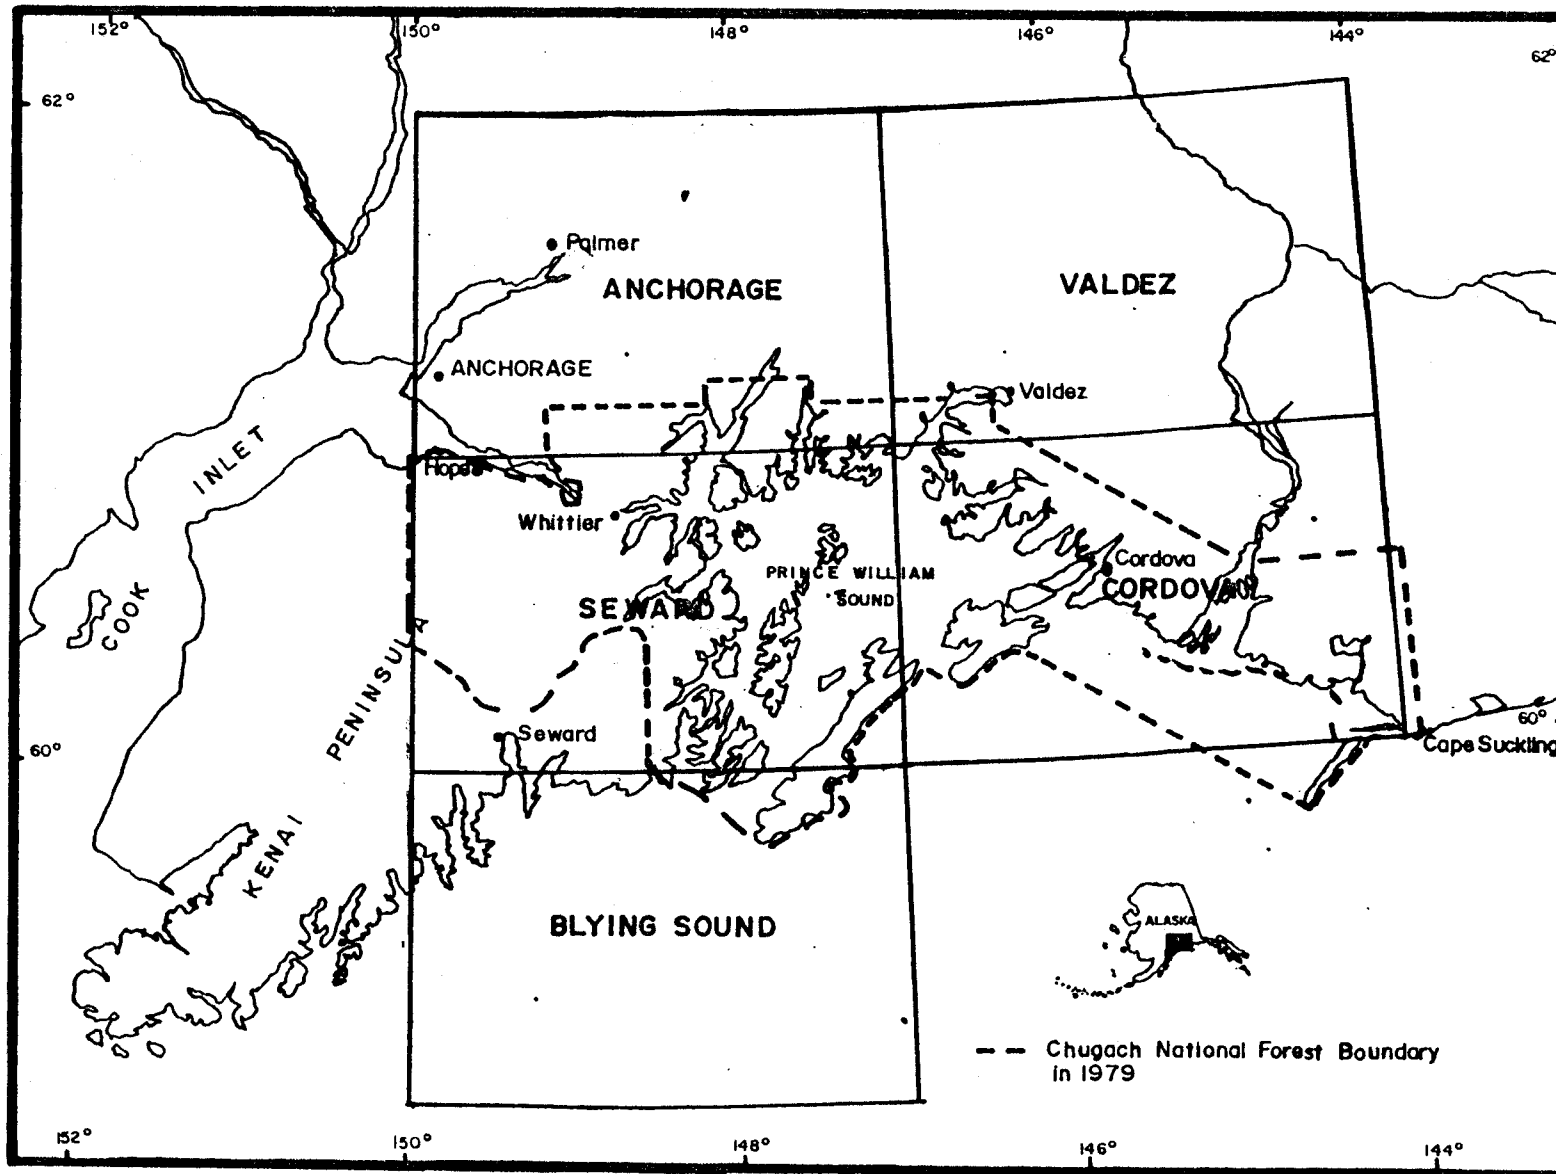 152°
150°
148°
146°
144°
62°
62°
Palmer
ANCHORAGE
VALDEZ
ANCHORAGE
Valdez
INLET
Hope
Whittier
Cordova
PRINCE WILLIAM
SOUND
CORDOVA
SEWARD
COOK
PENINSULA
Seward
60°
60°
Cape Suckling
KENAI
BLYING SOUND
ALASKA
Chugach National Forest Boundary
in 1979
152°
150°
148°
146°
144°